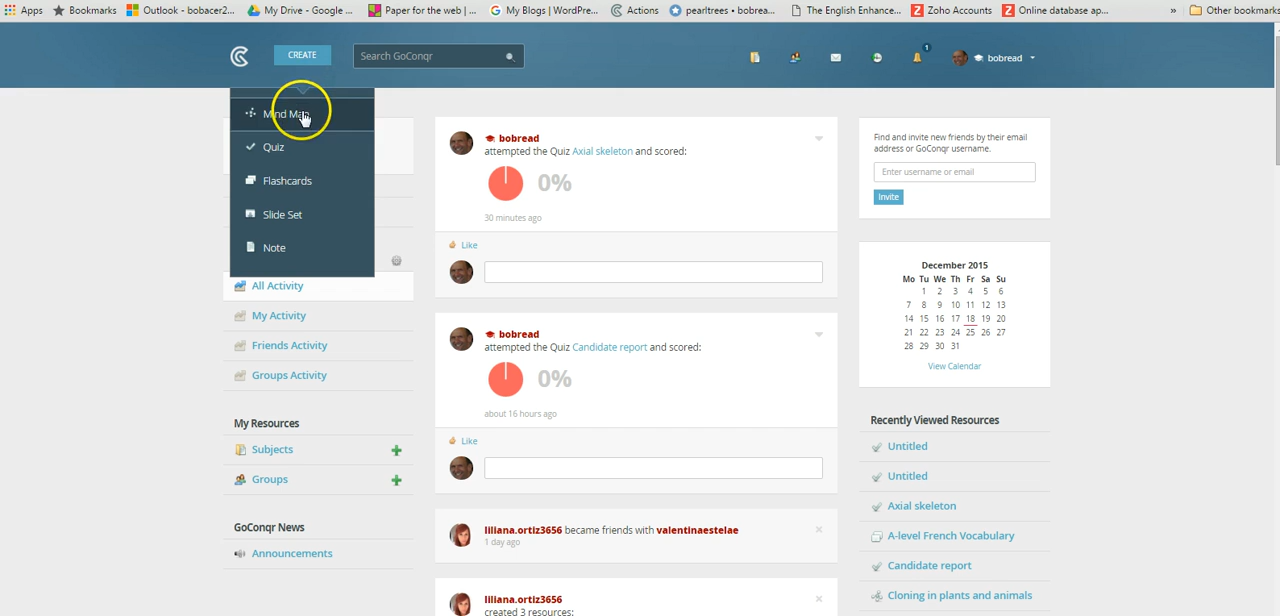 Apps Bookmarks Outlook - bobacer2... My Drive - Google ... Paper for the web | ... My Blogs | WordPre... Actions pearltrees • bobrea... The English Enhance... Zoho Accounts Online database ap... » Other bookmarks
CREATE Search GoConqr 1 bobread
Mind Map
Quiz
Flashcards
Slide Set
Note
All Activity
My Activity
Friends Activity
Groups Activity
My Resources
Subjects
Groups
GoConqr News
Announcements
bobread
attempted the Quiz Axial skeleton and scored:
0%
30 minutes ago
Like
bobread
attempted the Quiz Candidate report and scored:
0%
about 16 hours ago
Like
liliana.ortiz3656 became friends with valentinaestelae
1 day ago
liliana.ortiz3656
created 3 resources:
Find and invite new friends by their email
address or GoConqr username.
Enter username or email
Invite
December 2015
Mo Tu We Th Fr Sa Su
1 2 3 4 5 6
7 8 9 10 11 12 13
14 15 16 17 18 19 20
21 22 23 24 25 26 27
28 29 30 31
View Calendar
Recently Viewed Resources
Untitled
Untitled
Axial skeleton
A-level French Vocabulary
Candidate report
Cloning in plants and animals